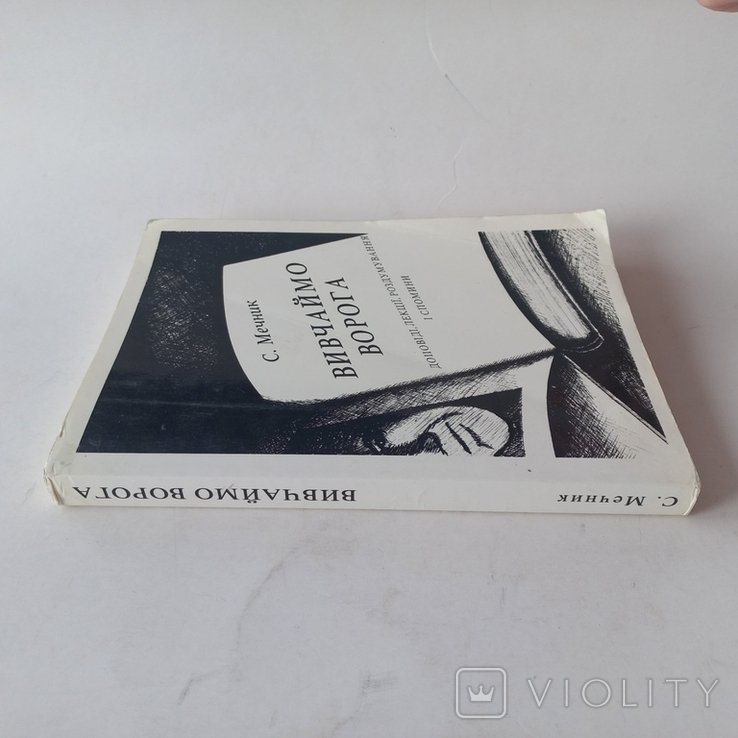 С. Мечник
ВИВЧАЙМО
ВОРОГА
ДОПОВІДІ, ЛЕКЦІЇ, РОЗДУМУВАННЯ
І СПОМИНИ
С. Мечник
ВИВЧАЙМО ВОРОГА
VIOLITY